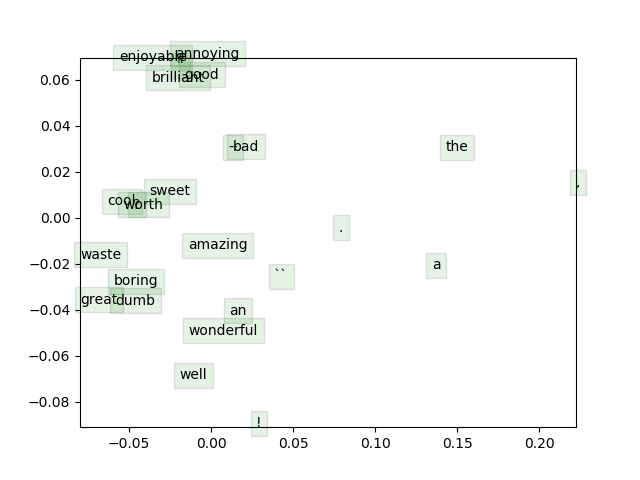 annoying
enjoyable
good
brilliant
0.06
0.04
--
bad
the
0.02
sweet
,
cool
worth
0.00
.
amazing
waste
−0.02
a
``
boring
great
dumb
−0.04
an
wonderful
−0.06
well
−0.08
!
−0.05
0.00
0.05
0.10
0.15
0.20